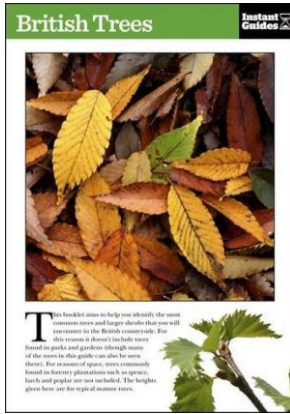 British Trees
Instant
Guides
This booklet aims to help you identify the most
common trees and larger shrubs that you will
encounter in the British countryside. For
this reason it doesn't include trees
found in parks and gardens (though many
of the trees in this guide can also be seen
there). For reasons of space, trees commonly
found in forestry plantations such as spruce,
larch and poplar are not included. The heights
given here are for typical mature trees.